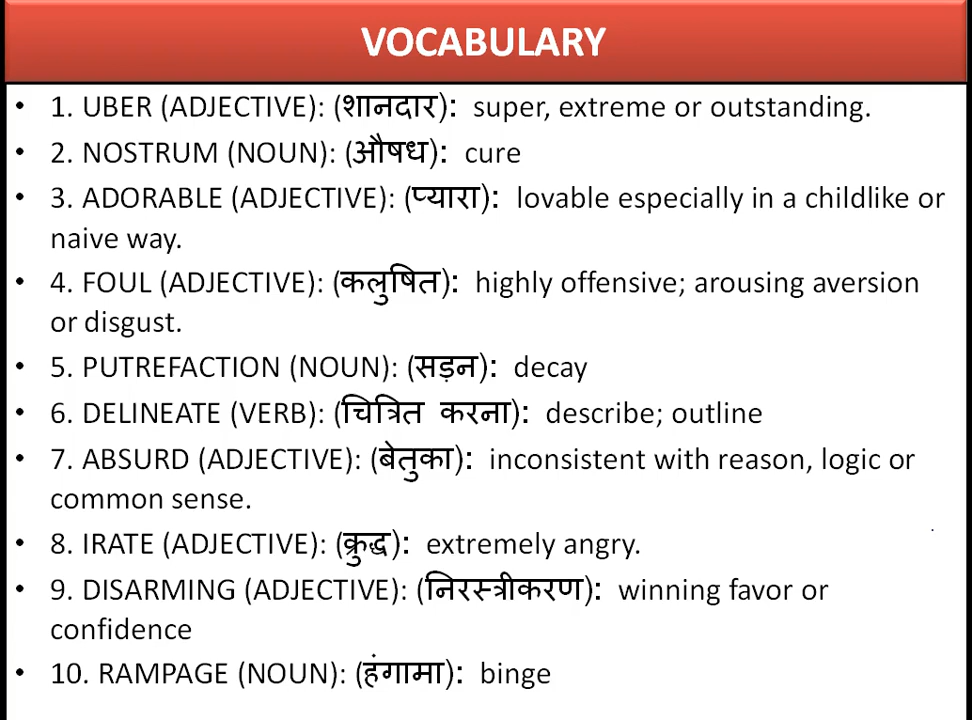 VOCABULARY
• 1. UBER (ADJECTIVE): (शानदार): super, extreme or outstanding.
• 2. NOSTRUM (NOUN): (औषध): cure
• 3. ADORABLE (ADJECTIVE): (प्यारा): lovable especially in a childlike or
naive way.
• 4. FOUL (ADJECTIVE): (कलुषित): highly offensive; arousing aversion
or disgust.
• 5. PUTREFACTION (NOUN): (सड़न): decay
• 6. DELINEATE (VERB): (चित्रित करना): describe; outline
• 7. ABSURD (ADJECTIVE): (बेतुका): inconsistent with reason, logic or
common sense.
• 8. IRATE (ADJECTIVE): (क्रुद्ध): extremely angry.
• 9. DISARMING (ADJECTIVE): (निरस्त्रीकरण): winning favor or
confidence
• 10. RAMPAGE (NOUN): (हंगामा): binge